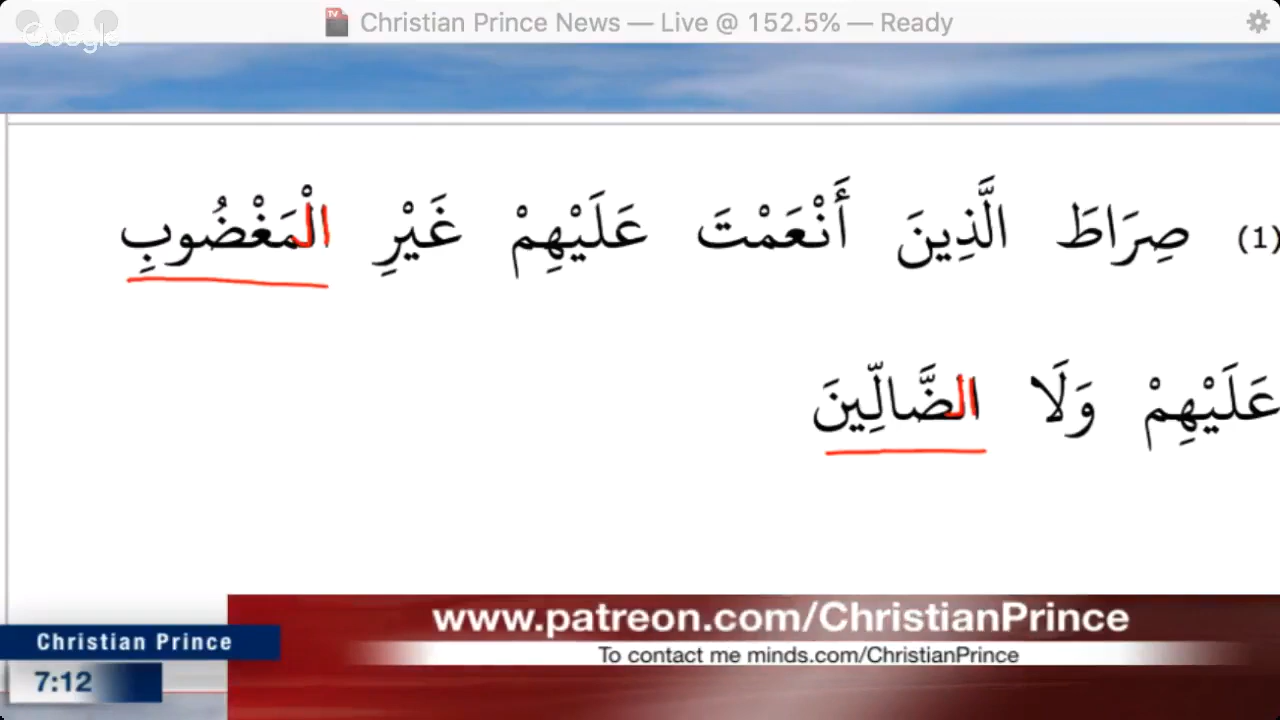 Christian Prince News — Live @ 152.5% — Ready
Google
(1) صِرَاطَ الَّذِينَ أَنْعَمْتَ عَلَيْهِمْ غَيْرِ الْمَغْضُوبِ
عَلَيْهِمْ وَلَا الضَّالِّينَ
www.patreon.com/ChristianPrince
Christian Prince
To contact me minds.com/ChristianPrince
7:12